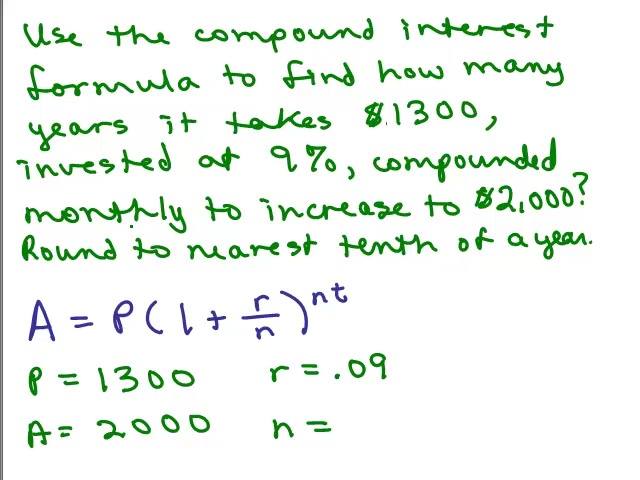 Use the compound interest
formula to find how many
years it takes $1300,
invested at 9%, compounded
monthly to increase to $2,000?
Round to nearest tenth of a year.
A = P(1 + r/n)^nt
P = 1300 r = .09
A = 2000 n =